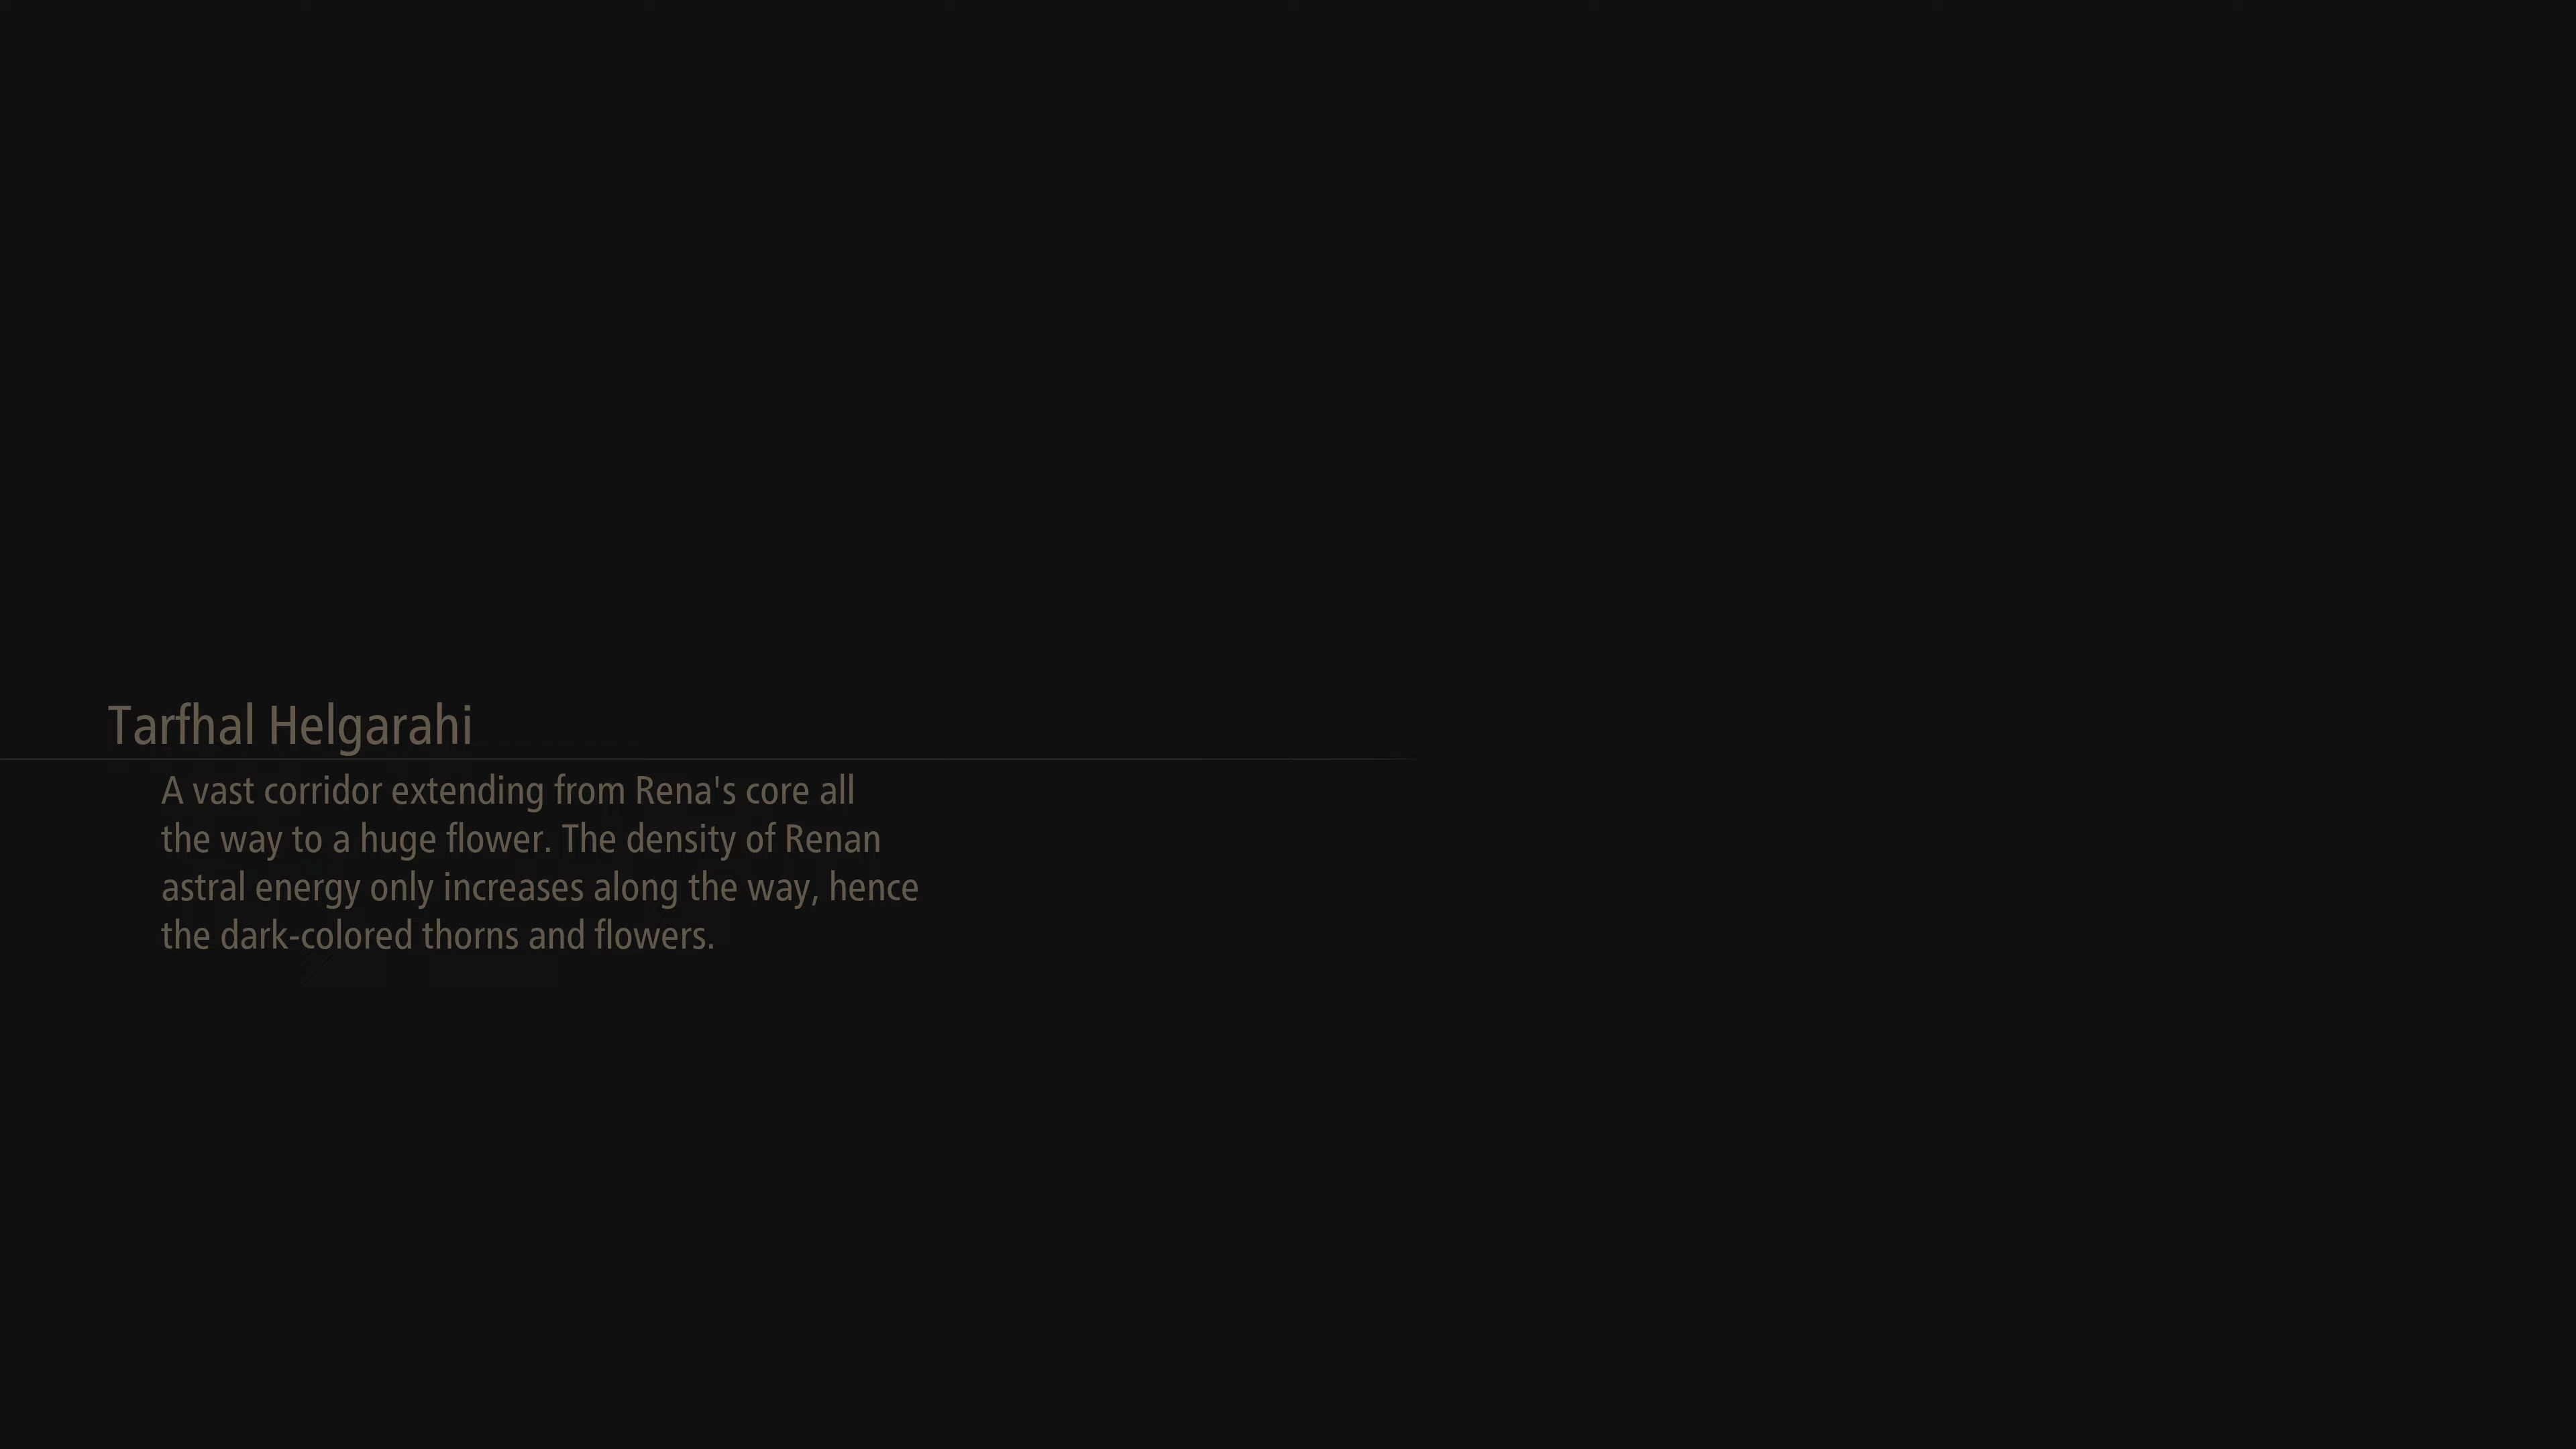 Tarfhal Helgarahi
A vast corridor extending from Rena's core all
the way to a huge flower. The density of Renan
astral energy only increases along the way, hence
the dark-colored thorns and flowers.